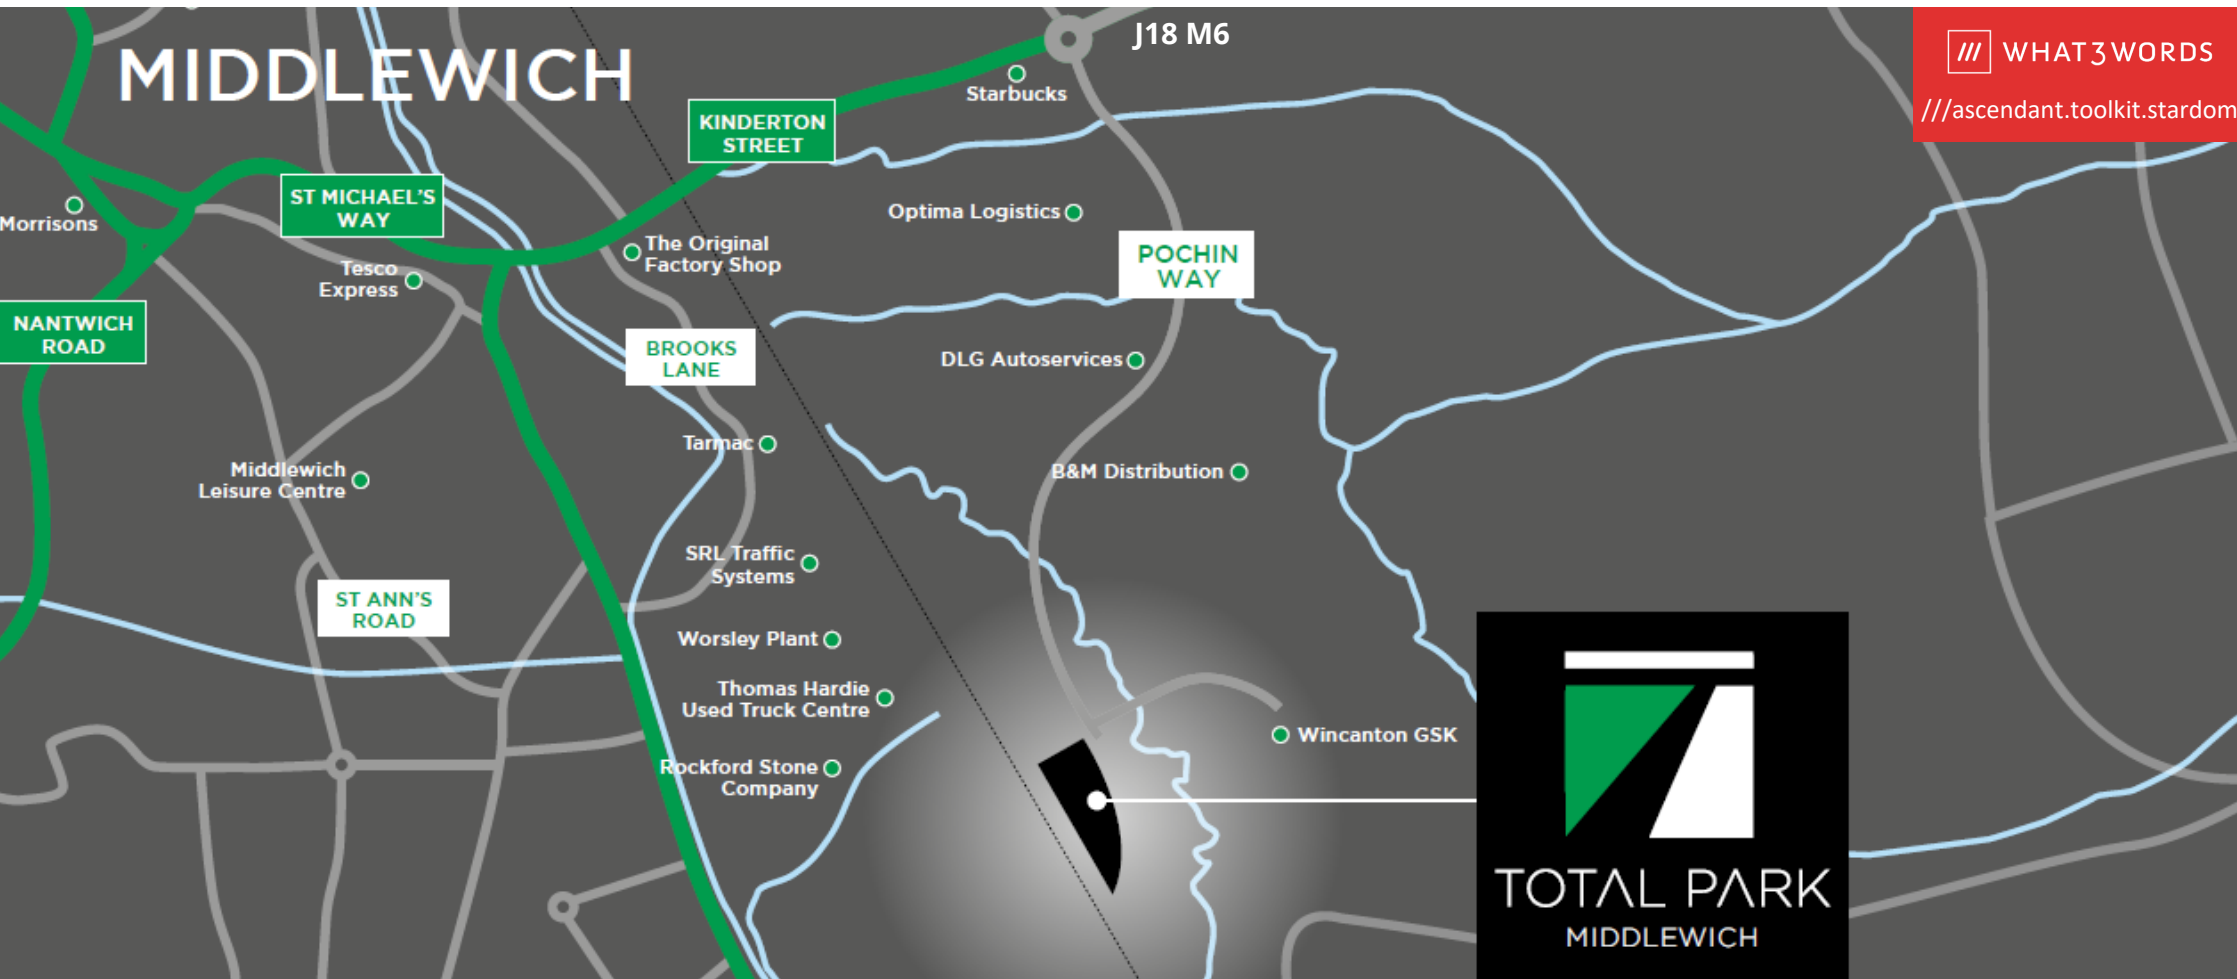 J18 M6
WHAT3WORDS
///ascendant.toolkit.stardom
MIDDLEWICH
Starbucks
KINDERTON
STREET
ST MICHAEL'S
WAY
Morrisons
Optima Logistics
The Original
Factory Shop
POCHIN
WAY
Tesco
Express
NANTWICH
ROAD
BROOKS
LANE
DLG Autoservices
Tarmac
Middlewich
Leisure Centre
B&M Distribution
SRL Traffic
Systems
ST ANN'S
ROAD
Worsley Plant
Thomas Hardie
Used Truck Centre
Wincanton GSK
Rockford Stone
Company
TOTAL PARK
MIDDLEWICH